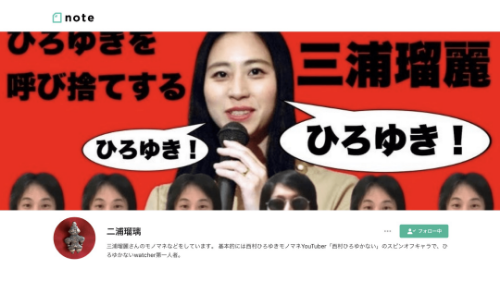 note
ひろゆきを
呼び捨てする
三浦瑠麗
ひろゆき！
ひろゆき！
二浦瑠璃
フォロー中
三浦瑠麗さんのモノマネなどをしています。 基本的には西村ひろゆきモノマネYouTuber「西村ひろゆかない」のスピンオフキャラで、ひ
ろゆかないwatcher第一人者。